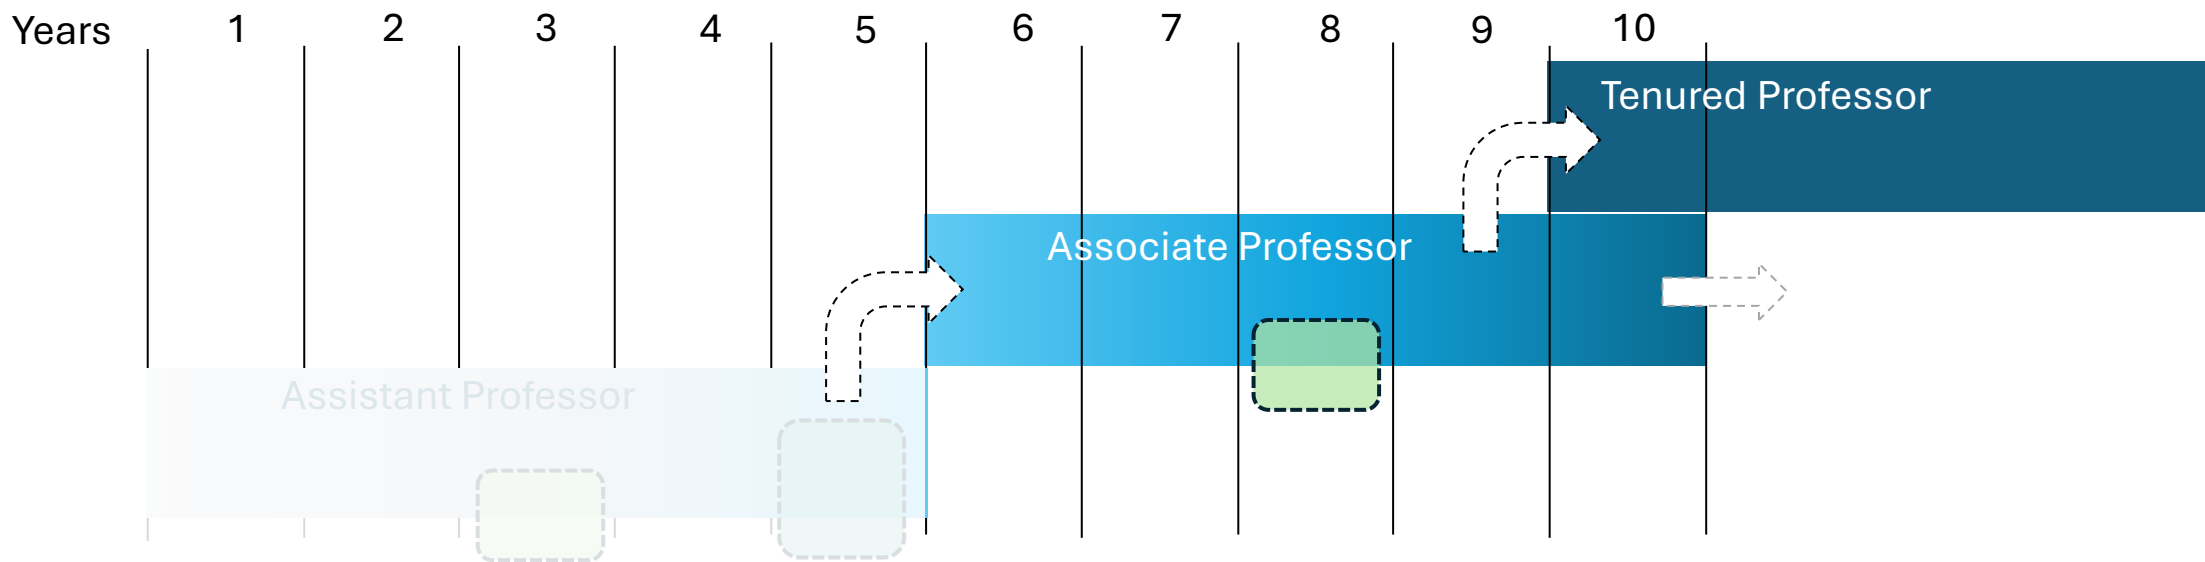 Years 1 2 3 4 5 6 7 8 9 10
Tenured Professor
Associate Professor
Assistant Professor